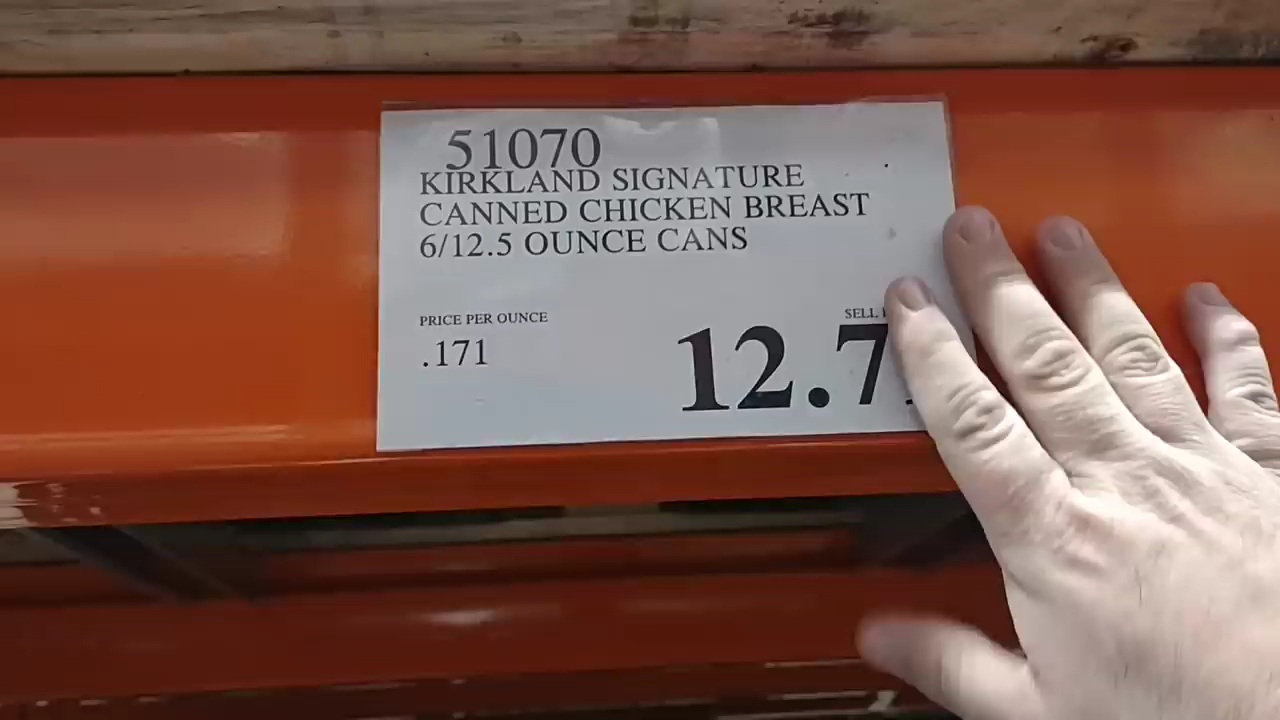 51070
KIRKLAND SIGNATURE
CANNED CHICKEN BREAST
6/12.5 OUNCE CANS
PRICE PER OUNCE
.171
SELL
12.7